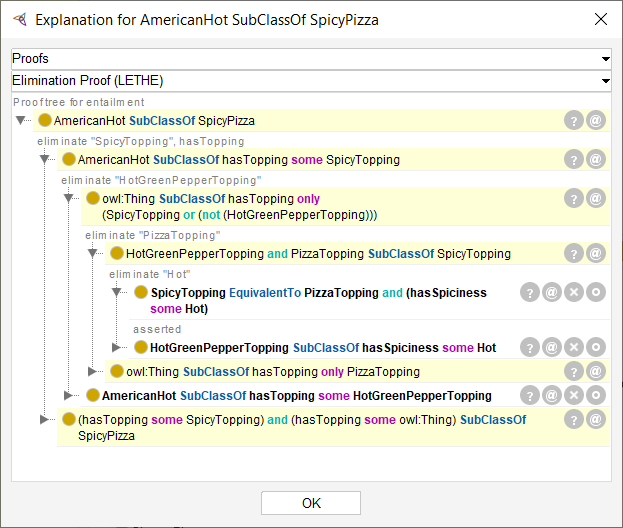 Explanation for AmericanHot SubClassOf SpicyPizza
Proofs
Elimination Proof (LETHE)
Proof tree for entailment
AmericanHot SubClassOf SpicyPizza
eliminate "SpicyTopping", hasTopping
AmericanHot SubClassOf hasTopping some SpicyTopping
eliminate "HotGreenPepperTopping"
owl:Thing SubClassOf hasTopping only
(SpicyTopping or (not (HotGreenPepperTopping)))
eliminate "PizzaTopping"
HotGreenPepperTopping and PizzaTopping SubClassOf SpicyTopping
eliminate "Hot"
SpicyTopping EquivalentTo PizzaTopping and (hasSpiciness
some Hot)
asserted
HotGreenPepperTopping SubClassOf hasSpiciness some Hot
owl:Thing SubClassOf hasTopping only PizzaTopping
AmericanHot SubClassOf hasTopping some HotGreenPepperTopping
(hasTopping some SpicyTopping) and (hasTopping some owl:Thing) SubClassOf
SpicyPizza
OK